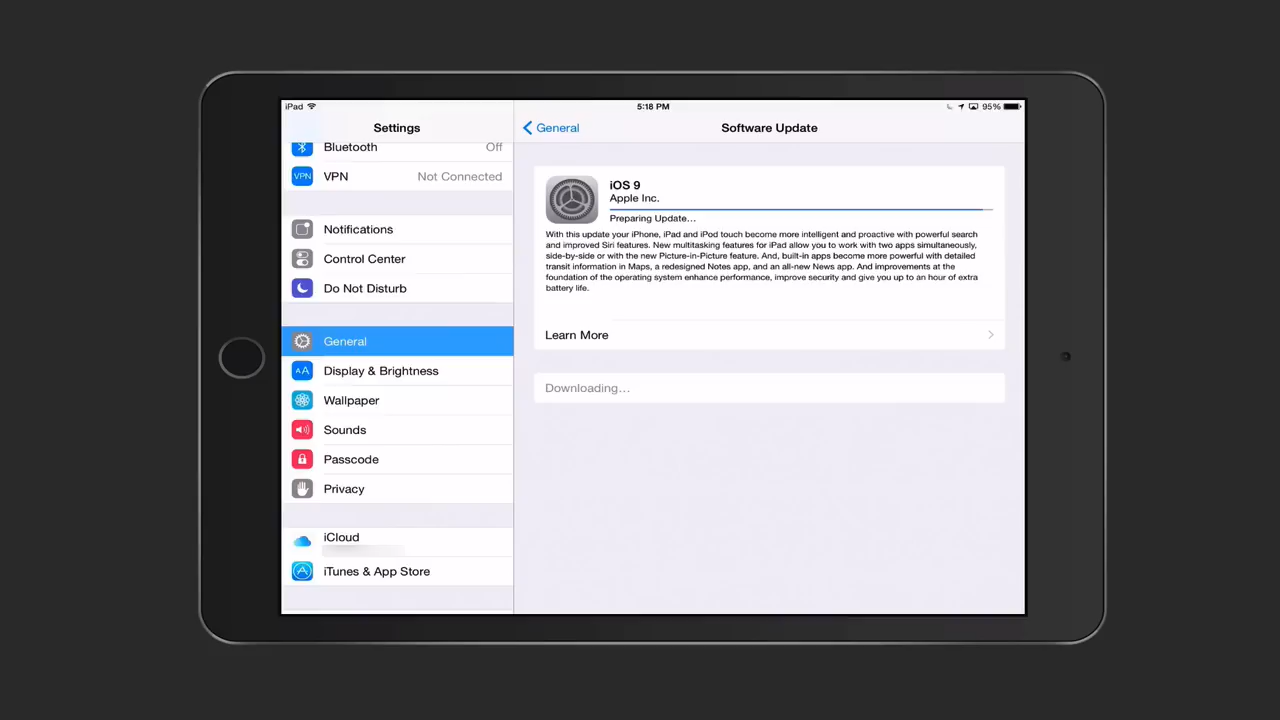 iPad
5:18 PM
95%
Settings
General
Software Update
Bluetooth
Off
VPN
VPN
Not Connected
Notifications
Control Center
Do Not Disturb
General
AA
Display & Brightness
Wallpaper
Sounds
Passcode
Privacy
iCloud
iTunes & App Store
iOS 9
Apple Inc.
Preparing Update…
With this update your iPhone, iPad and iPod touch become more intelligent and proactive with powerful search
and improved Siri features. New multitasking features for iPad allow you to work with two apps simultaneously,
side-by-side or with the new Picture-in-Picture feature. And, built-in apps become more powerful with detailed
transit information in Maps, a redesigned Notes app, and an all-new News app. And improvements at the
foundation of the operating system enhance performance, improve security and give you up to an hour of extra
battery life.
Learn More
Downloading…